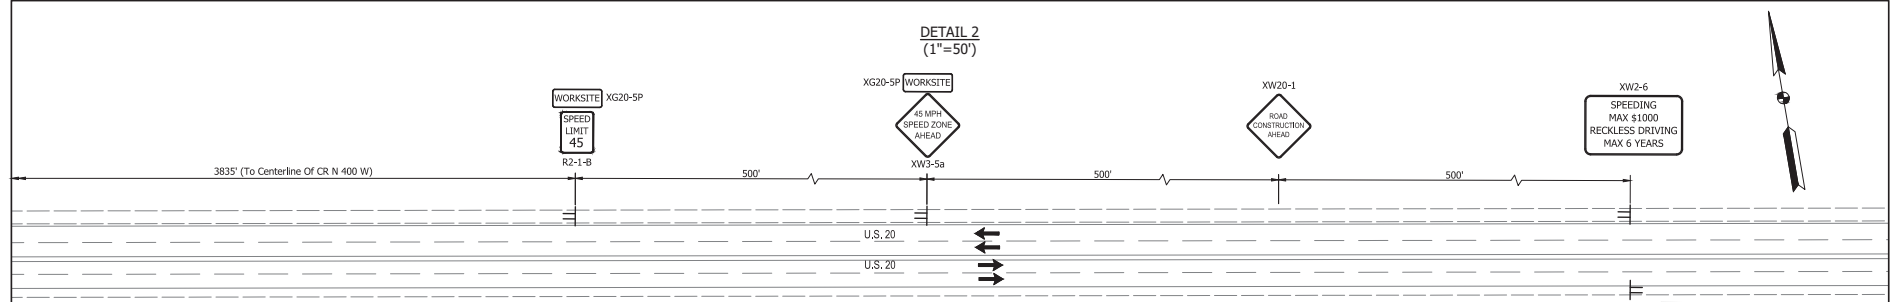 DETAIL 2
(1"=50')
WORKSITE
XG20-5P
SPEED
LIMIT
45
R2-1-B
XG20-5P
WORKSITE
45 MPH
SPEED ZONE
AHEAD
XW3-5a
XW20-1
ROAD
CONSTRUCTION
AHEAD
XW2-6
SPEEDING
MAX $1000
RECKLESS DRIVING
MAX 6 YEARS
3835' (To Centerline Of CR N 400 W)
500'
500'
500'
U.S. 20
U.S. 20